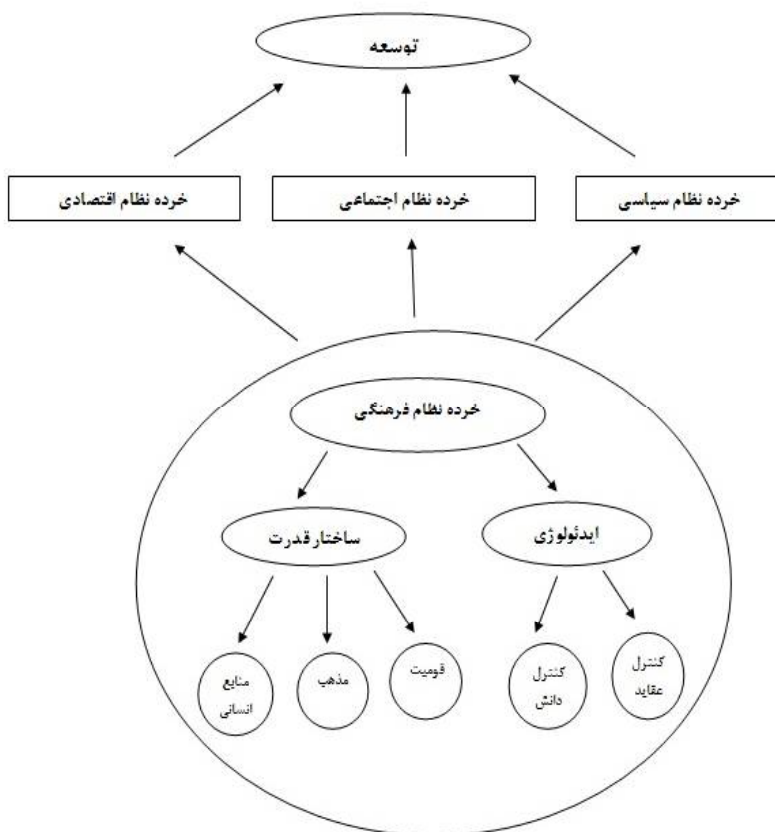 توسعه
خرده نظام سیاسی
خرده نظام اجتماعی
خرده نظام اقتصادی
خرده نظام فرهنگی
ایدئولوژی
ساختار قدرت
کنترل
عقاید
کنترل
دانش
قومیت
مذهب
منابع
انسانی